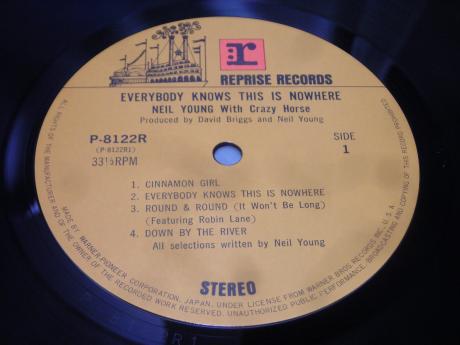 r:
REPRISE RECORDS
EVERYBODY KNOWS THIS IS NOWHERE
NEIL YOUNG With Crazy Horse
Produced by David Briggs and Neil Young
P-8122R
(P-8122R1)
33⅓RPM
SIDE
1
1. CINNAMON GIRL
2. EVERYBODY KNOWS THIS IS NOWHERE
3. ROUND & ROUND (It Won't Be Long)
(Featuring Robin Lane)
4. DOWN BY THE RIVER
All selections written by Neil Young
STEREO
ALL RIGHTS OF THE MANUFACTURER AND OF THE OWNER OF THE RECORDED WORK RESERVED. UNAUTHORIZED PUBLIC PERFORMANCE, BROADCASTING AND COPYING OF THIS RECORD PROHIBITED
MADE BY WARNER-PIONEER CORPORATION, JAPAN, UNDER LICENSE FROM WARNER BROS RECORDS INC. U.S.A.